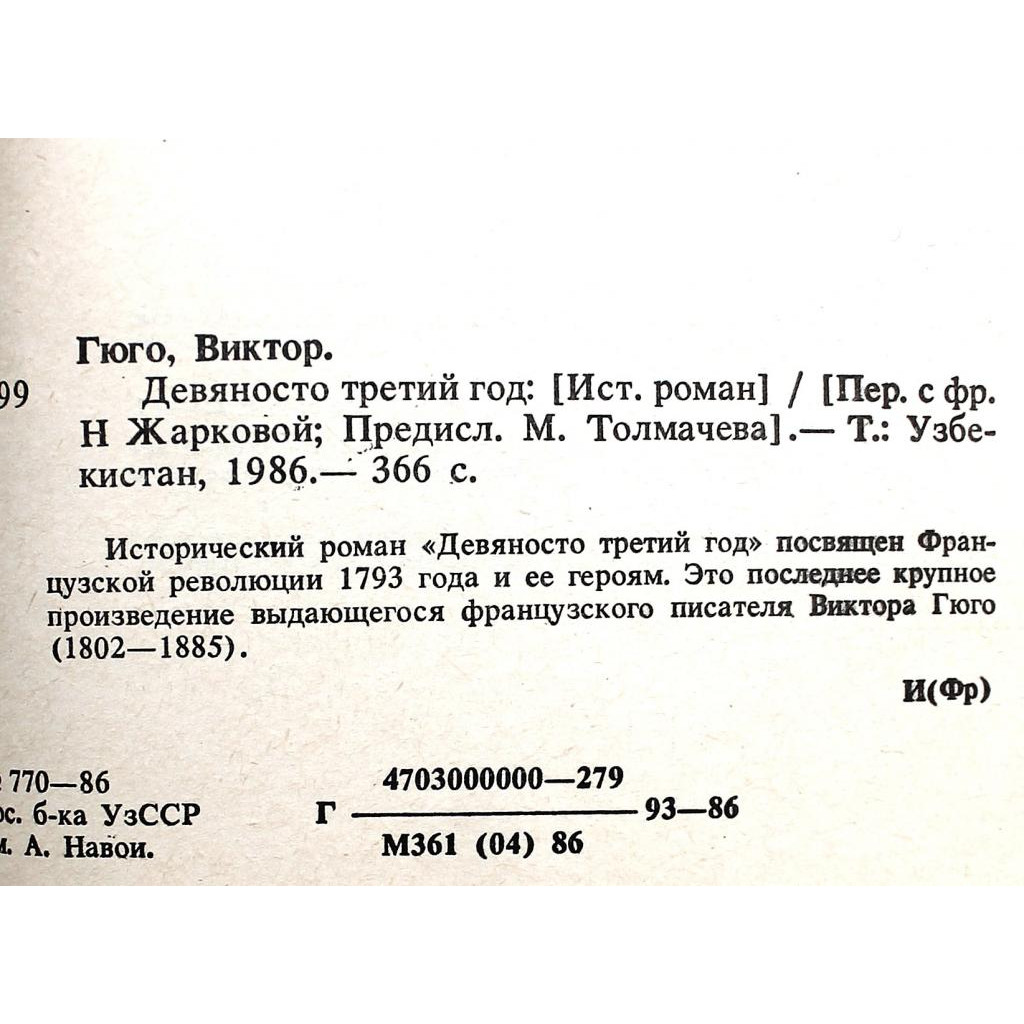 Гюго, Виктор.
99 Девяносто третий год: [Ист. роман] / [Пер. с фр.
Н Жарковой; Предисл. М. Толмачева].— Т.: Узбе-
кистан, 1986.— 366 с.
Исторический роман «Девяносто третий год» посвящен Фран-
цузской революции 1793 года и ее героям. Это последнее крупное
произведение выдающегося французского писателя Виктора Гюго
(1802—1885).
И(Фр)
770—86
б-ка УзССР
А. Навои.
4703000000—279
Г ———— 93—86
М361 (04) 86